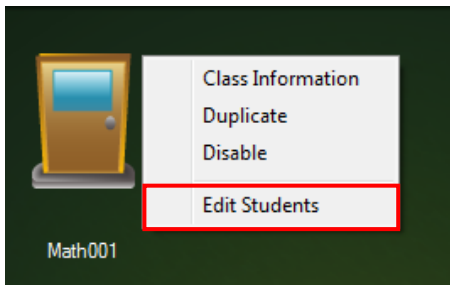 Class Information
Duplicate
Disable
Edit Students
Math001